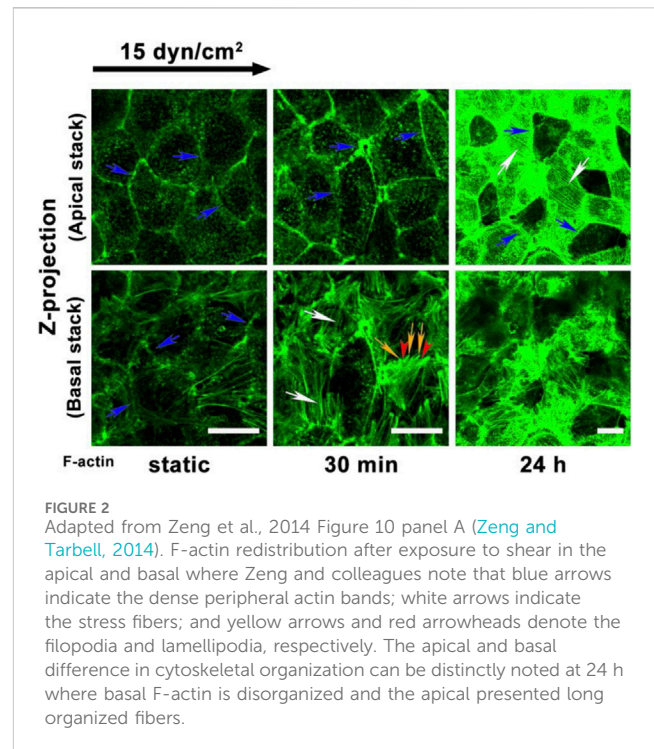 15 dyn/cm²
Z-projection
(Apical stack)
(Basal stack)
F-actin static 30 min 24 h
FIGURE 2
Adapted from Zeng et al., 2014 Figure 10 panel A (Zeng and
Tarbell, 2014). F-actin redistribution after exposure to shear in the
apical and basal where Zeng and colleagues note that blue arrows
indicate the dense peripheral actin bands; white arrows indicate
the stress fibers; and yellow arrows and red arrowheads denote the
filopodia and lamellipodia, respectively. The apical and basal
difference in cytoskeletal organization can be distinctly noted at 24 h
where basal F-actin is disorganized and the apical presented long
organized fibers.